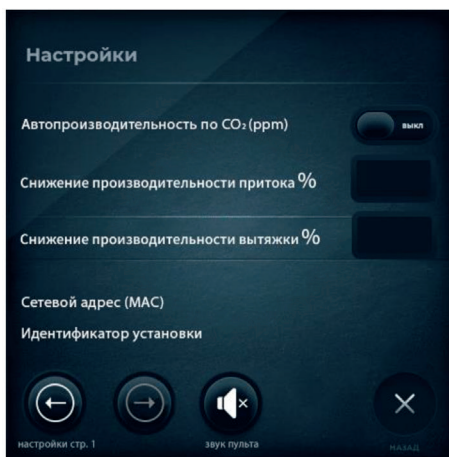 Настройки
Автопроизводительность по CO₂ (ppm)
выкл
Снижение производительности притока %
Снижение производительности вытяжки %
Сетевой адрес (MAC)
Идентификатор установки
настройки стр. 1
звук пульта
НАЗАД